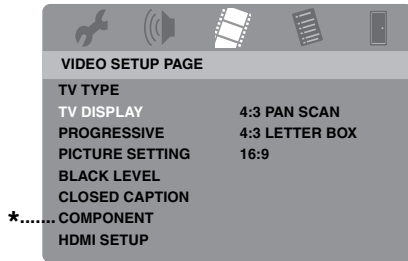 VIDEO SETUP PAGE
TV TYPE
TV DISPLAY 4:3 PAN SCAN
PROGRESSIVE 4:3 LETTER BOX
PICTURE SETTING 16:9
BLACK LEVEL
CLOSED CAPTION
*....... COMPONENT
HDMI SETUP